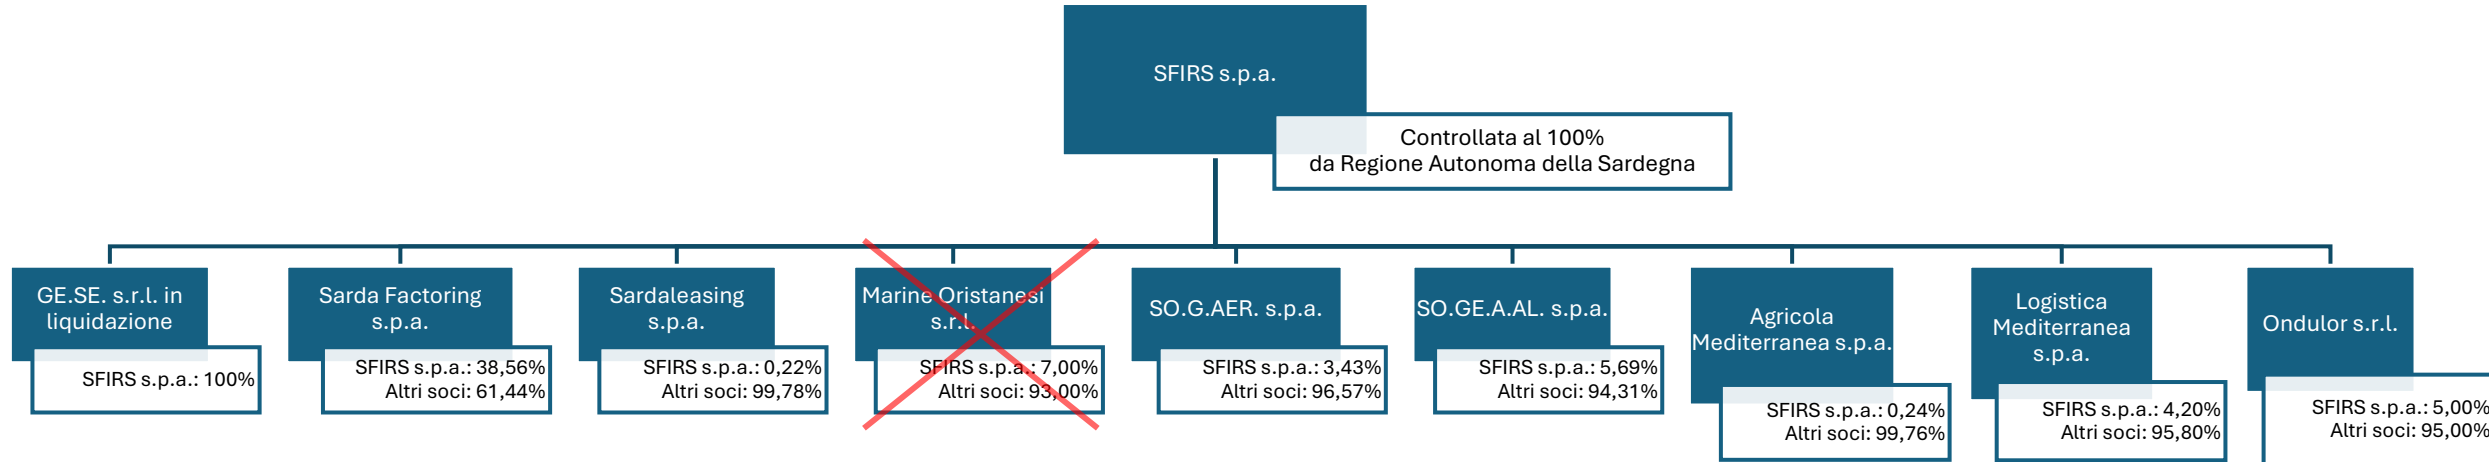 SFIRS s.p.a.
Controllata al 100%
da Regione Autonoma della Sardegna
GE.SE. s.r.l. in
liquidazione
SFIRS s.p.a.: 100%
Sarda Factoring
s.p.a.
SFIRS s.p.a.: 38,56%
Altri soci: 61,44%
Sardaleasing
s.p.a.
SFIRS s.p.a.: 0,22%
Altri soci: 99,78%
Marine Oristanesi
s.r.l.
SFIRS s.p.a.: 7,00%
Altri soci: 93,00%
SO.G.AER. s.p.a.
SFIRS s.p.a.: 3,43%
Altri soci: 96,57%
SO.GE.A.AL. s.p.a.
SFIRS s.p.a.: 5,69%
Altri soci: 94,31%
Agricola
Mediterranea s.p.a.
SFIRS s.p.a.: 0,24%
Altri soci: 99,76%
Logistica
Mediterranea
s.p.a.
SFIRS s.p.a.: 4,20%
Altri soci: 95,80%
Ondulor s.r.l.
SFIRS s.p.a.: 5,00%
Altri soci: 95,00%